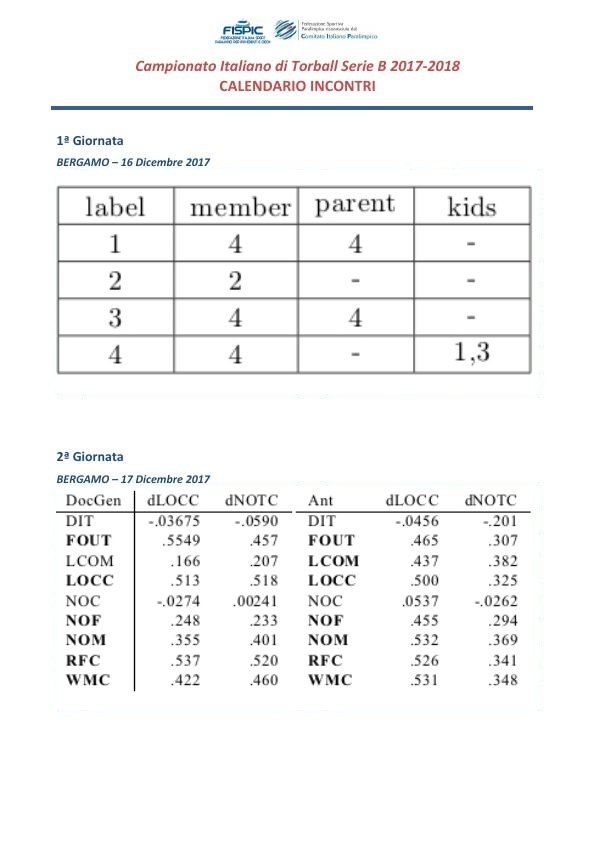 FISPIC
FEDERAZIONE ITALIANA SPORT
PARALIMPICI PER IPOVEDENTI E CIECHI
Federazione Sportiva
Paralimpica riconosciuta dal
Comitato Italiano Paralimpico
Campionato Italiano di Torball Serie B 2017-2018
CALENDARIO INCONTRI
1ª Giornata
BERGAMO – 16 Dicembre 2017
label member parent kids
1 4 4 -
2 2 - -
3 4 4 -
4 4 - 1,3
2ª Giornata
BERGAMO – 17 Dicembre 2017
DocGen dLOCC dNOTC Ant dLOCC dNOTC
DIT -.03675 -.0590 DIT -.0456 -.201
FOUT .5549 .457 FOUT .465 .307
LCOM .166 .207 LCOM .437 .382
LOCC .513 .518 LOCC .500 .325
NOC -.0274 .00241 NOC .0537 -.0262
NOF .248 .233 NOF .455 .294
NOM .355 .401 NOM .532 .369
RFC .537 .520 RFC .526 .341
WMC .422 .460 WMC .531 .348